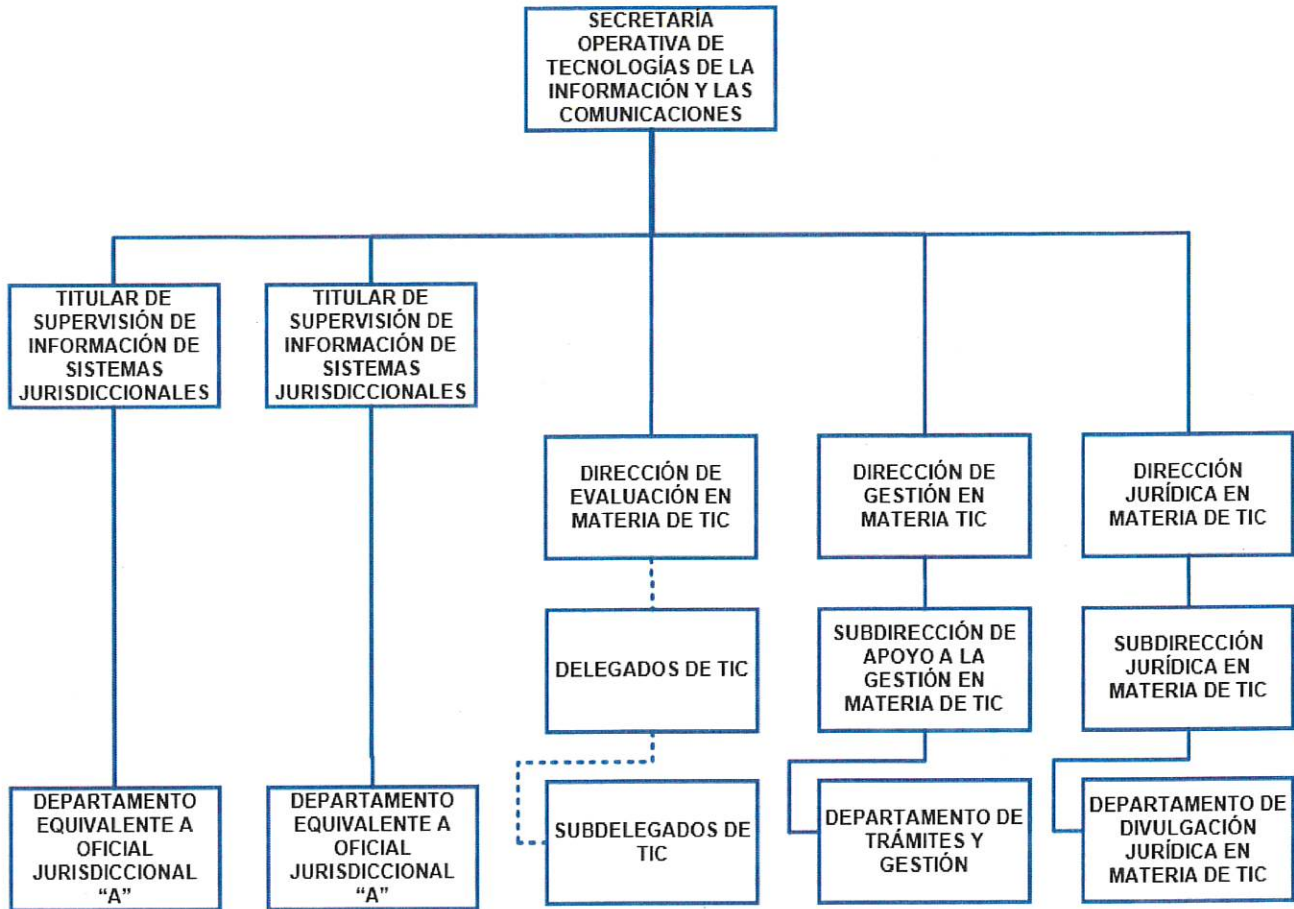 SECRETARÍA
OPERATIVA DE
TECNOLOGÍAS DE LA
INFORMACIÓN Y LAS
COMUNICACIONES
TITULAR DE
SUPERVISIÓN DE
INFORMACIÓN DE
SISTEMAS
JURISDICCIONALES
TITULAR DE
SUPERVISIÓN DE
INFORMACIÓN DE
SISTEMAS
JURISDICCIONALES
DIRECCIÓN DE
EVALUACIÓN EN
MATERIA DE TIC
DIRECCIÓN DE
GESTIÓN EN
MATERIA TIC
DIRECCIÓN
JURÍDICA EN
MATERIA DE TIC
DELEGADOS DE TIC
SUBDIRECCIÓN DE
APOYO A LA
GESTIÓN EN
MATERIA DE TIC
SUBDIRECCIÓN
JURÍDICA EN
MATERIA DE TIC
DEPARTAMENTO
EQUIVALENTE A
OFICIAL
JURISDICCIONAL
“A”
DEPARTAMENTO
EQUIVALENTE A
OFICIAL
JURISDICCIONAL
“A”
SUBDELEGADOS DE
TIC
DEPARTAMENTO DE
TRÁMITES Y
GESTIÓN
DEPARTAMENTO DE
DIVULGACIÓN
JURÍDICA EN
MATERIA DE TIC